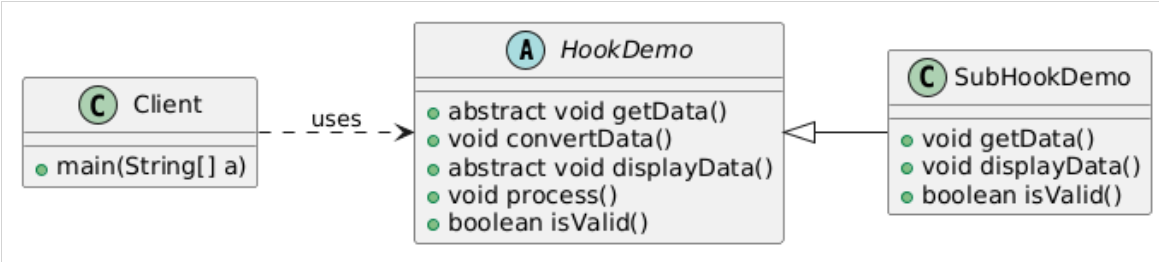 C Client
main(String[] a)
uses
A HookDemo
abstract void getData()
void convertData()
abstract void displayData()
void process()
boolean isValid()
C SubHookDemo
void getData()
void displayData()
boolean isValid()